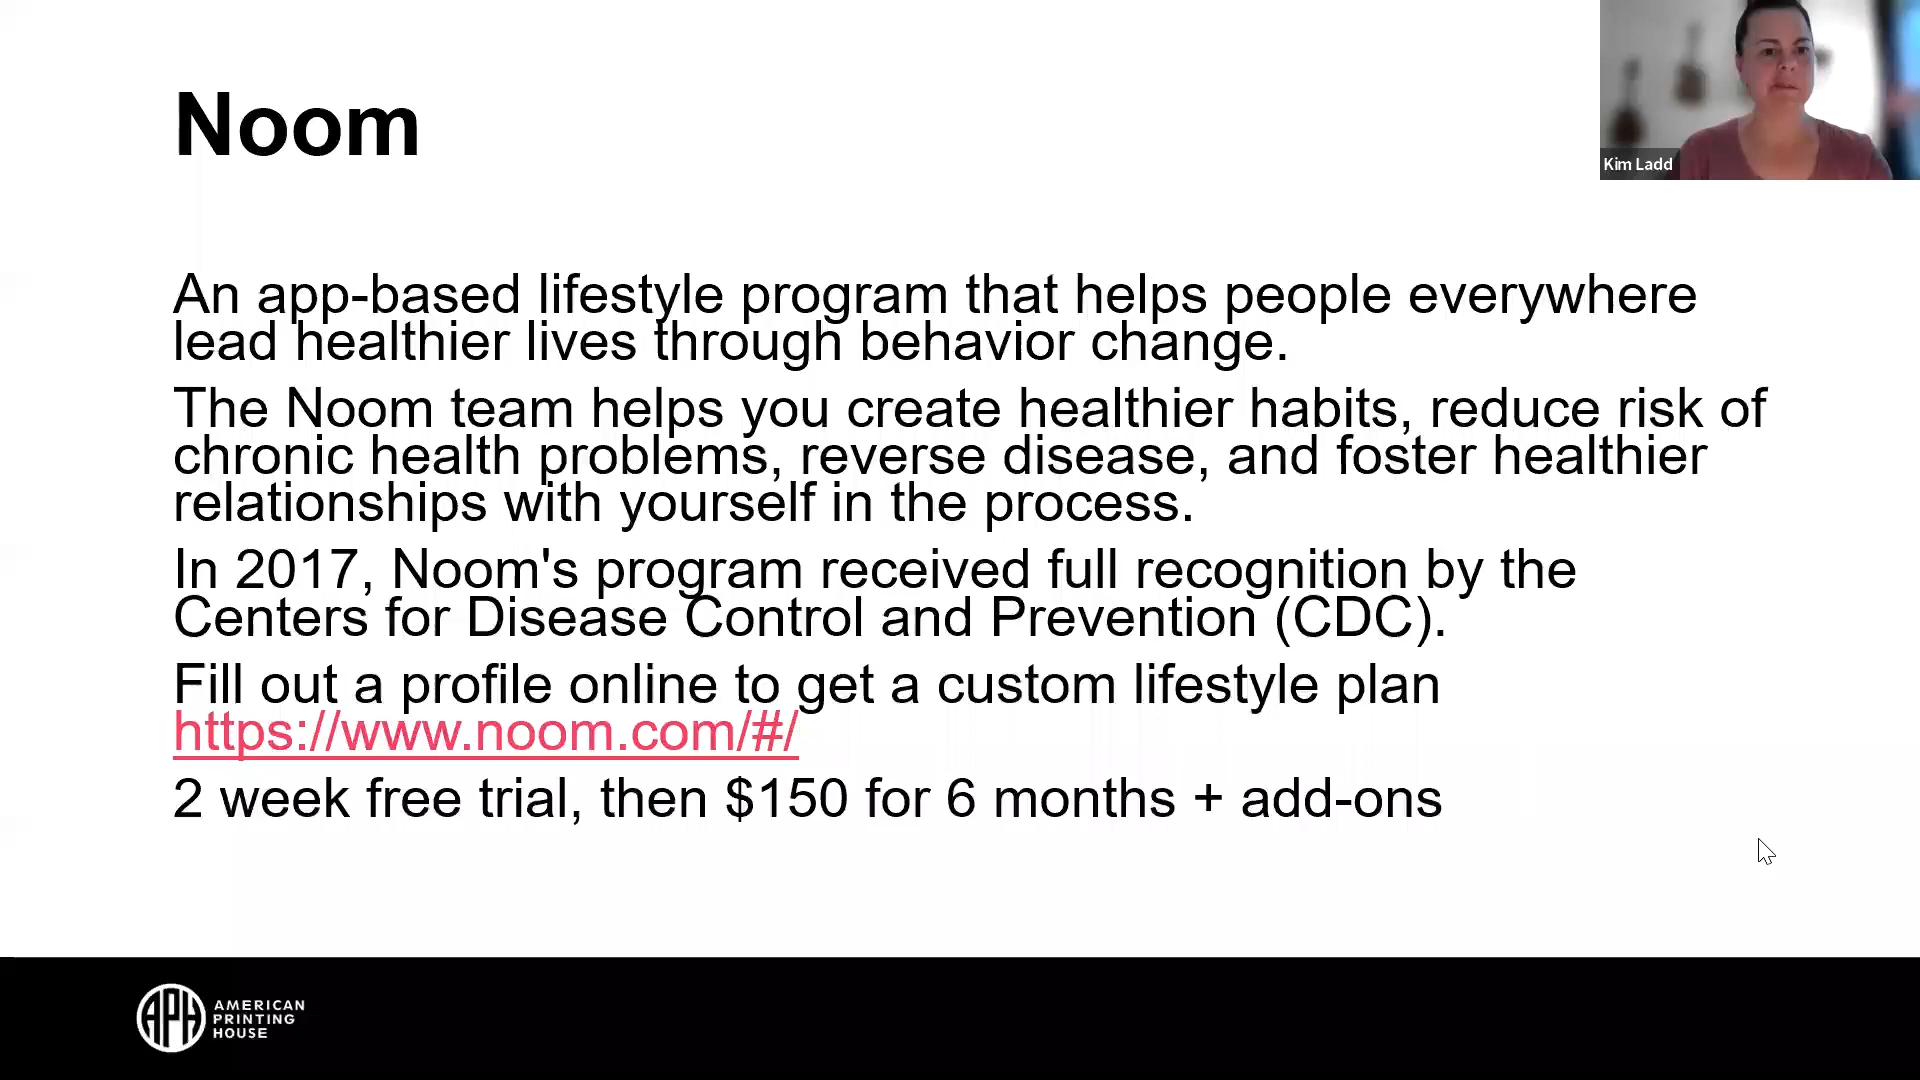 Noom
Kim Ladd
An app-based lifestyle program that helps people everywhere
lead healthier lives through behavior change.
The Noom team helps you create healthier habits, reduce risk of
chronic health problems, reverse disease, and foster healthier
relationships with yourself in the process.
In 2017, Noom's program received full recognition by the
Centers for Disease Control and Prevention (CDC).
Fill out a profile online to get a custom lifestyle plan
https://www.noom.com/#/
2 week free trial, then $150 for 6 months + add-ons
APH
AMERICAN
PRINTING
HOUSE